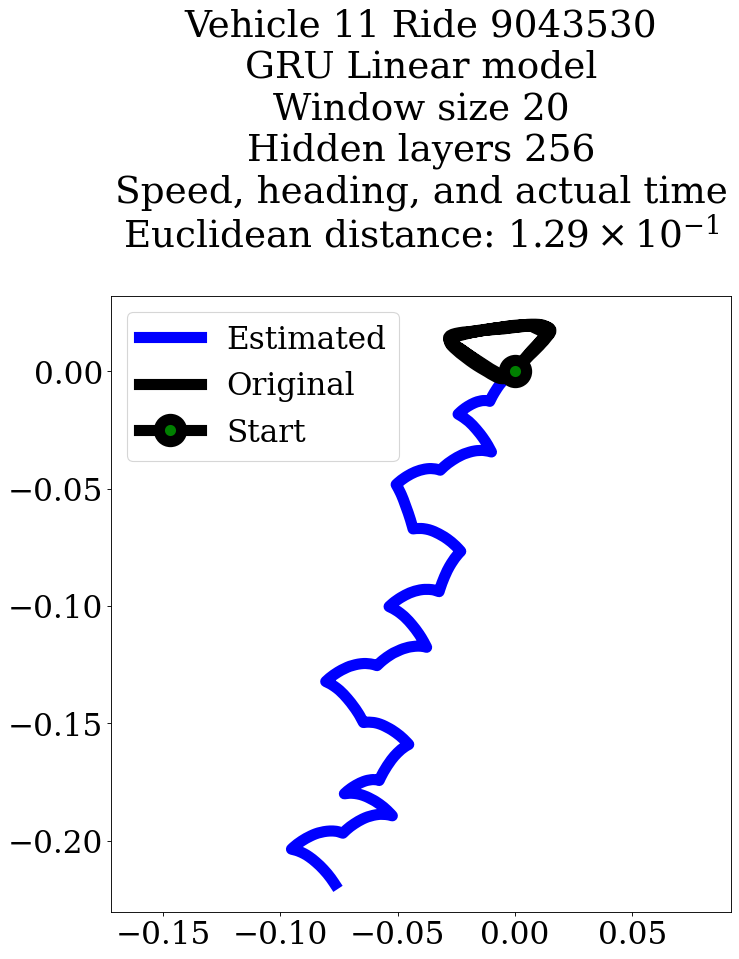 Vehicle 11 Ride 9043530
GRU Linear model
Window size 20
Hidden layers 256
Speed, heading, and actual time
Euclidean distance: 1.29 × 10⁻¹
Estimated
Original
Start
0.00
−0.05
−0.10
−0.15
−0.20
−0.15 −0.10 −0.05 0.00 0.05